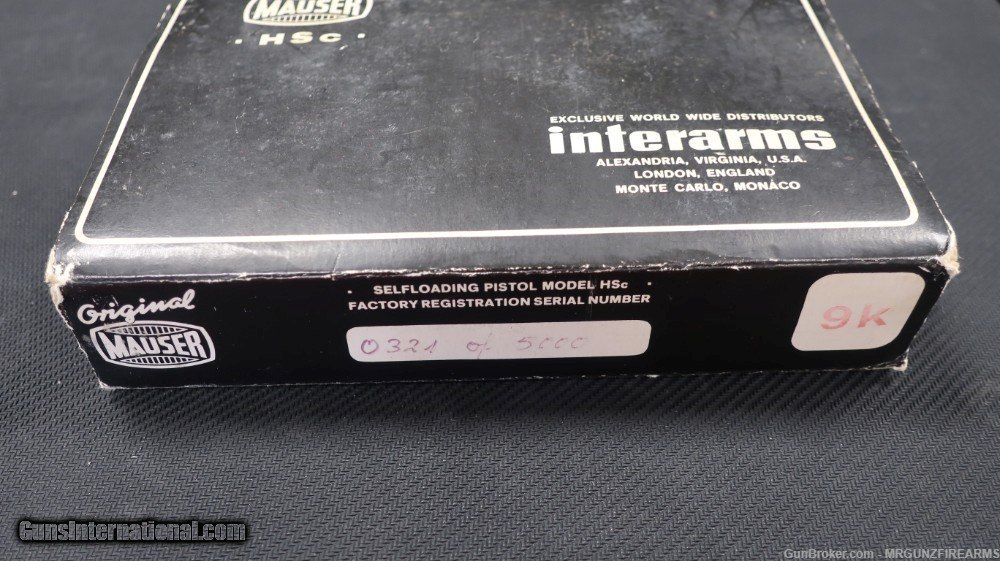 MAUSER
· HSc ·
EXCLUSIVE WORLD WIDE DISTRIBUTORS
interarms
ALEXANDRIA, VIRGINIA, U.S.A.
LONDON, ENGLAND
MONTE CARLO, MONACO
· SELFLOADING PISTOL MODEL HSc ·
FACTORY REGISTRATION SERIAL NUMBER
Original
MAUSER
0321 of 5000
9K
GunsInternational.com
GunBroker.com - MRGUNZFIREARMS